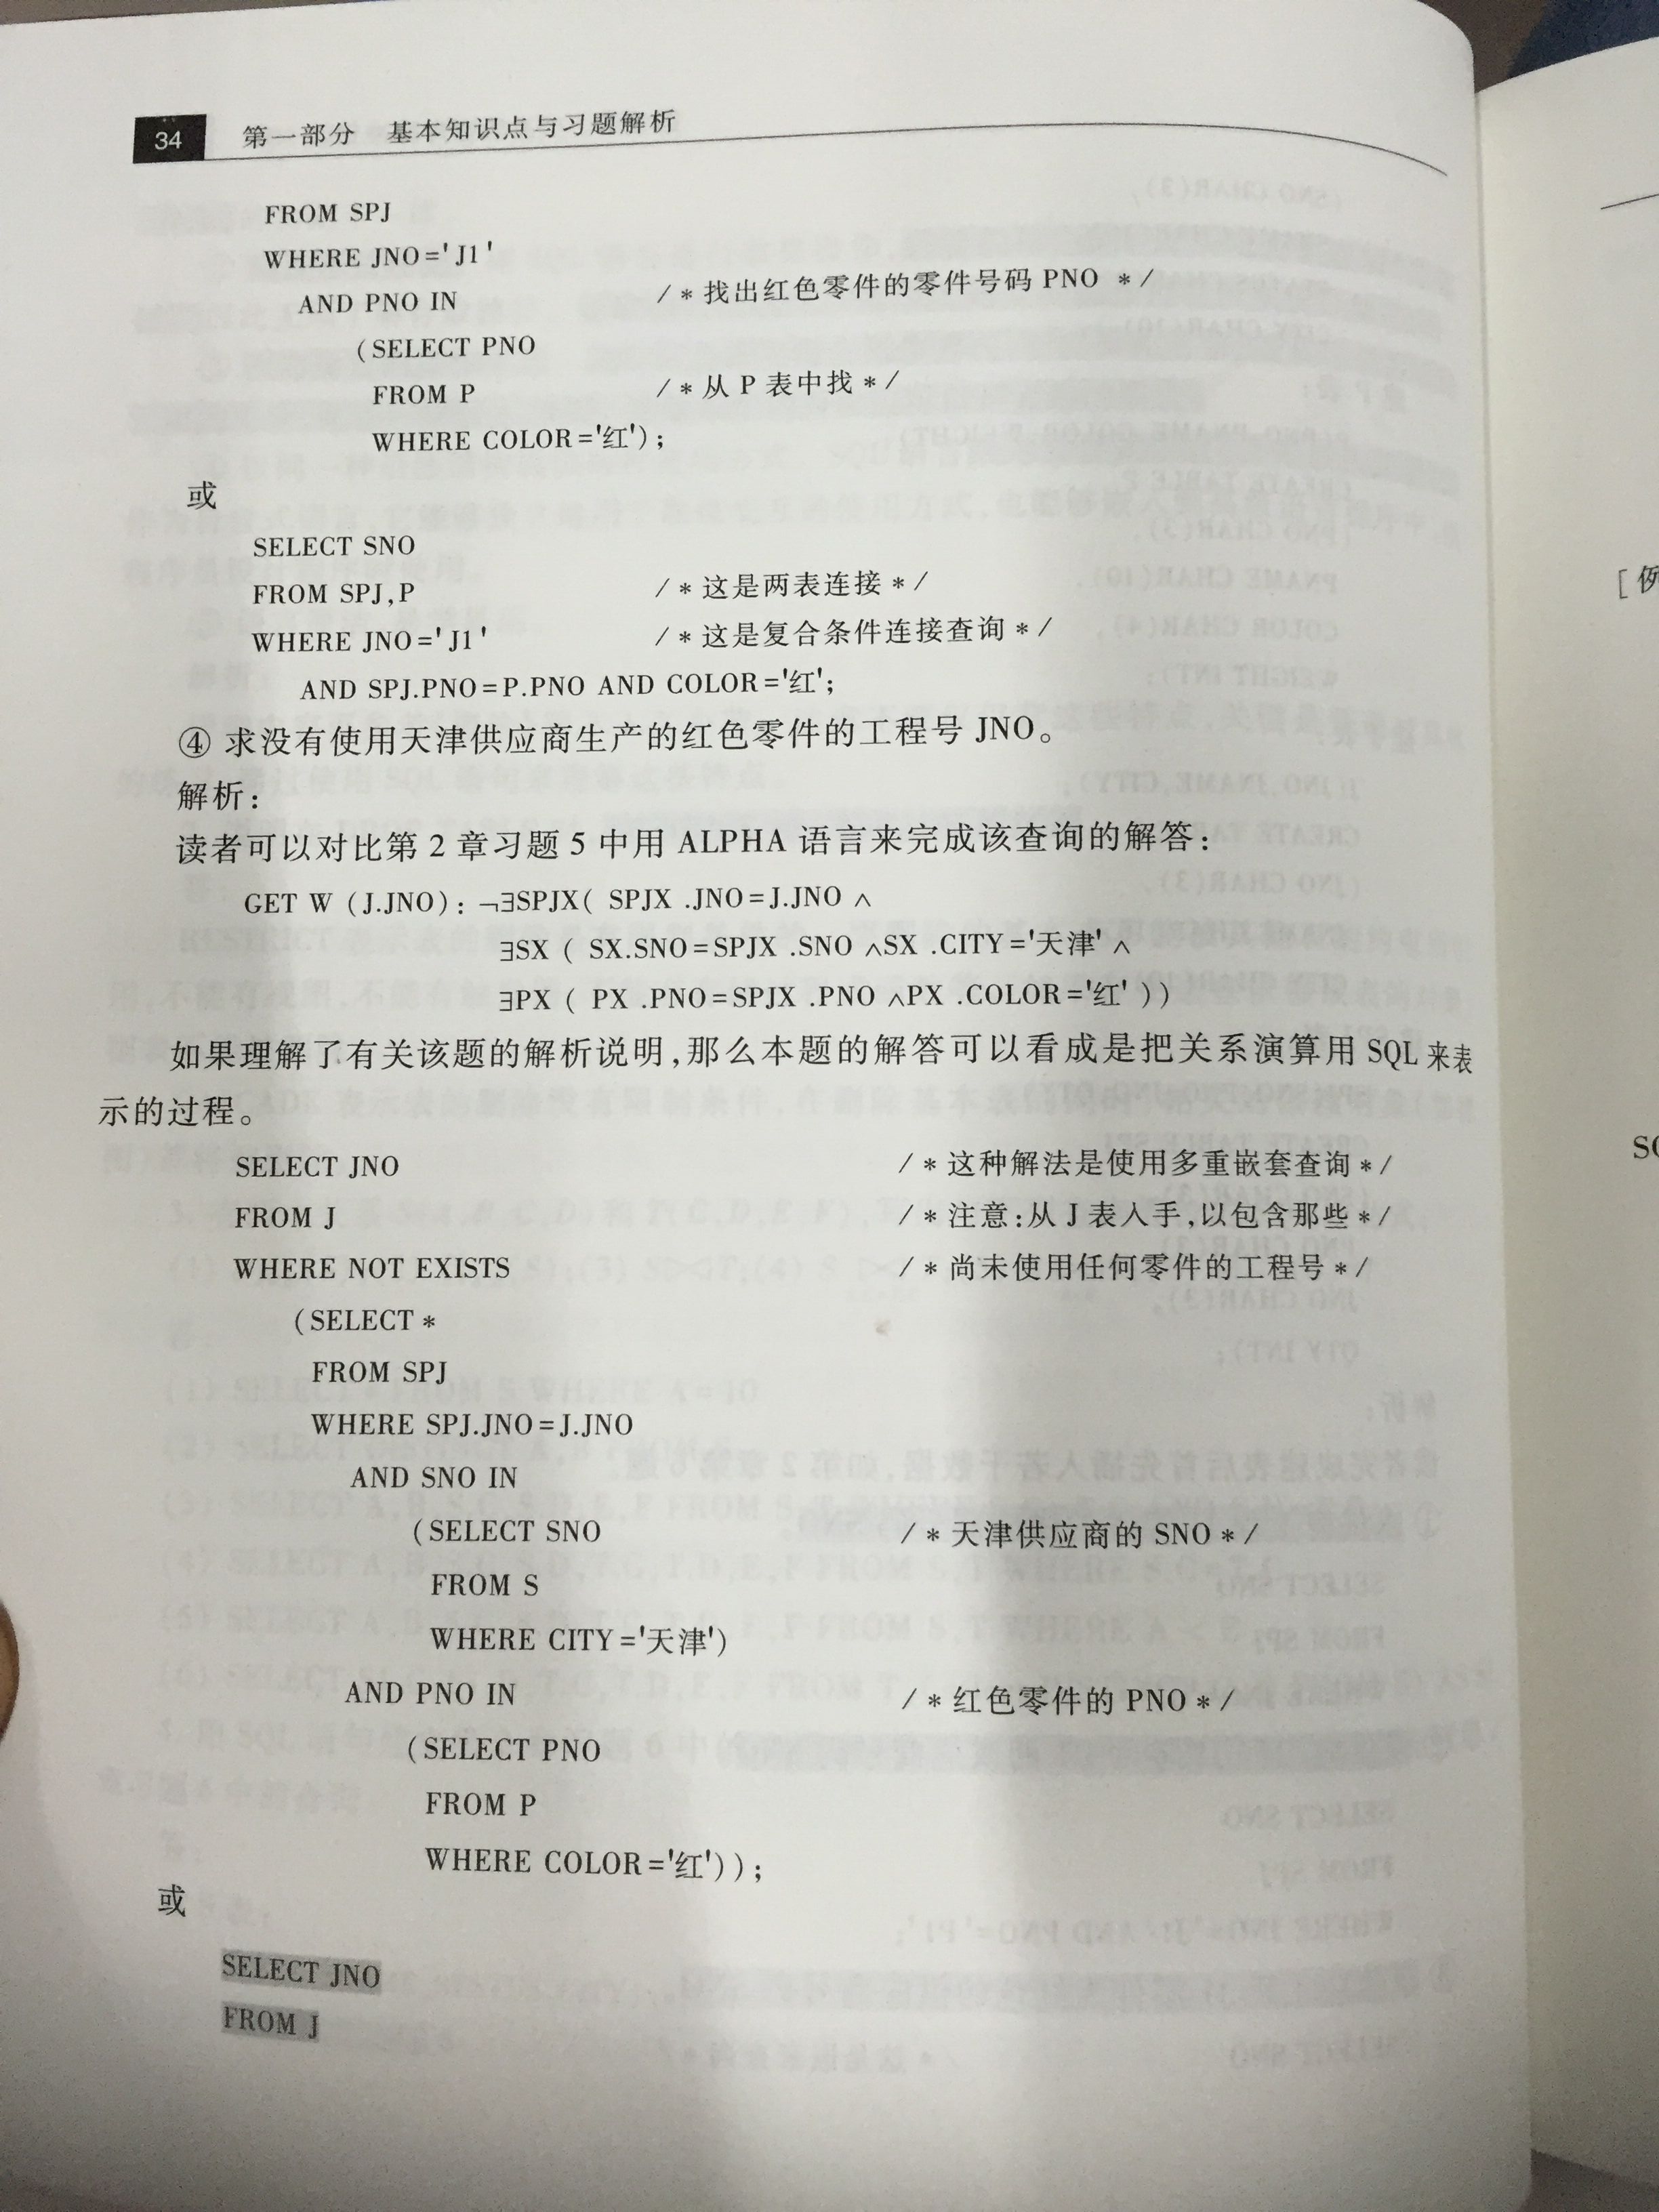 34 第一部分 基本知识点与习题解析
FROM SPJ
WHERE JNO='J1'
AND PNO IN /*找出红色零件的零件号码 PNO */
(SELECT PNO
FROM P /*从 P 表中找*/
WHERE COLOR='红');
或
SELECT SNO
FROM SPJ,P /*这是两表连接*/
WHERE JNO='J1' /*这是复合条件连接查询*/
AND SPJ.PNO=P.PNO AND COLOR='红';
④ 求没有使用天津供应商生产的红色零件的工程号 JNO。
解析:
读者可以对比第 2 章习题 5 中用 ALPHA 语言来完成该查询的解答:
GET W (J.JNO): ¬∃SPJX( SPJX .JNO=J.JNO ∧
∃SX ( SX.SNO=SPJX .SNO ∧SX .CITY='天津' ∧
∃PX ( PX .PNO=SPJX .PNO ∧PX .COLOR='红' ))
如果理解了有关该题的解析说明,那么本题的解答可以看成是把关系演算用 SQL 来表
示的过程。
SELECT JNO /*这种解法是使用多重嵌套查询*/
FROM J /*注意:从 J 表入手,以包含那些*/
WHERE NOT EXISTS /*尚未使用任何零件的工程号*/
(SELECT *
FROM SPJ
WHERE SPJ.JNO=J.JNO
AND SNO IN
(SELECT SNO /*天津供应商的 SNO*/
FROM S
WHERE CITY='天津')
AND PNO IN /*红色零件的 PNO*/
(SELECT PNO
FROM P
WHERE COLOR='红'));
或
SELECT JNO
FROM J
[例